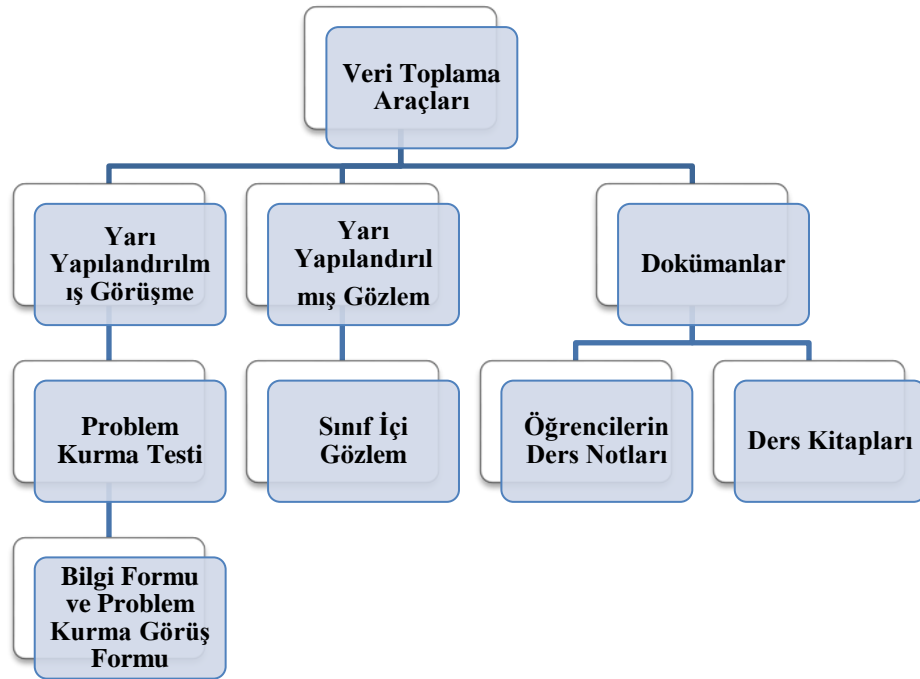 Veri Toplama
Araçları
Yarı
Yapılandırılm
ış Görüşme
Yarı
Yapılandırıl
mış Gözlem
Dokümanlar
Problem
Kurma Testi
Sınıf İçi
Gözlem
Öğrencilerin
Ders Notları
Ders Kitapları
Bilgi Formu
ve Problem
Kurma Görüş
Formu